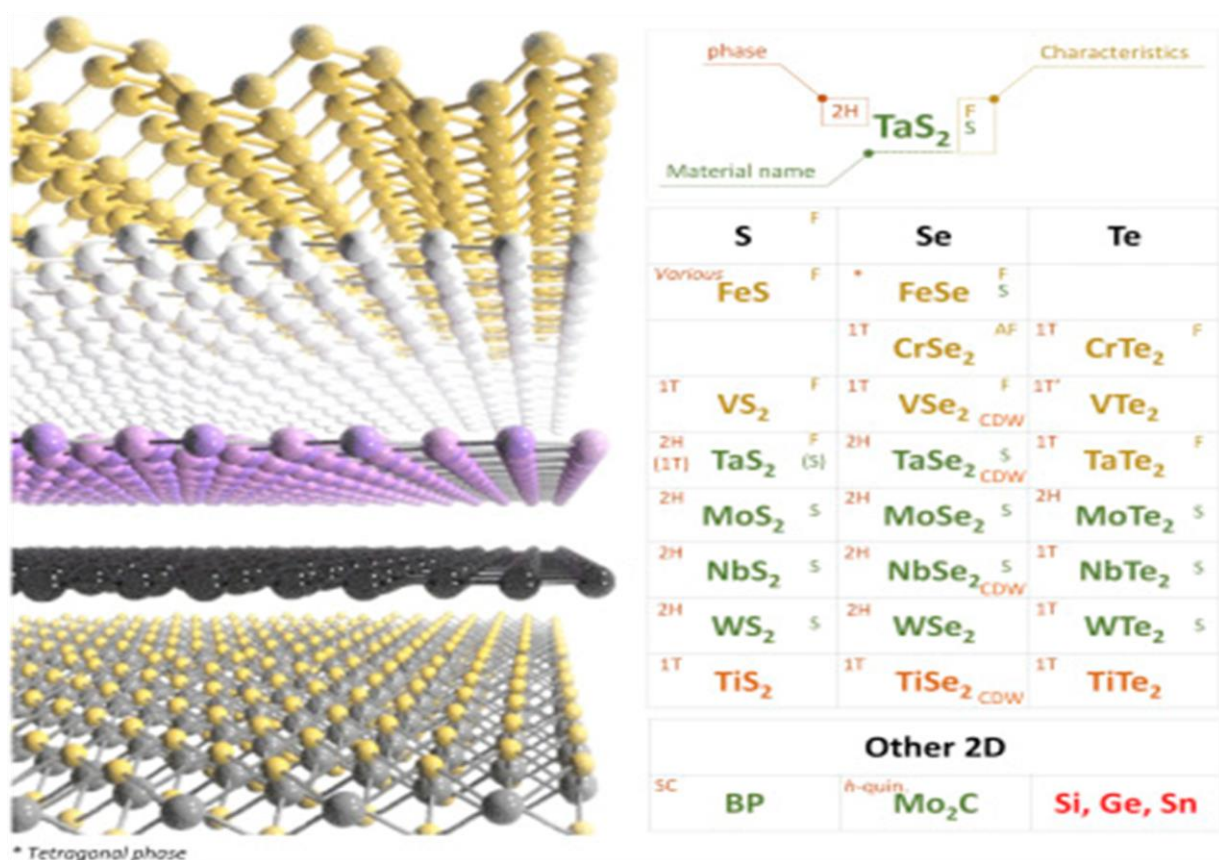 phase
Characteristics
2H
TaS2
F
S
Material name
S F
Se
Te
Various FeS F
* FeSe F S
1T CrSe2 AF
1T CrTe2 F
1T VS2 F
1T VSe2 F CDW
1T' VTe2
2H (1T) TaS2 F (S)
2H TaSe2 S CDW
1T TaTe2 F
2H MoS2 S
2H MoSe2 S
2H MoTe2 S
2H NbS2 S
2H NbSe2 S CDW
1T NbTe2 S
2H WS2 S
2H WSe2
1T WTe2 S
1T TiS2
1T TiSe2 CDW
1T TiTe2
Other 2D
SC BP
h-quin. Mo2C
Si, Ge, Sn
* Tetragonal phase